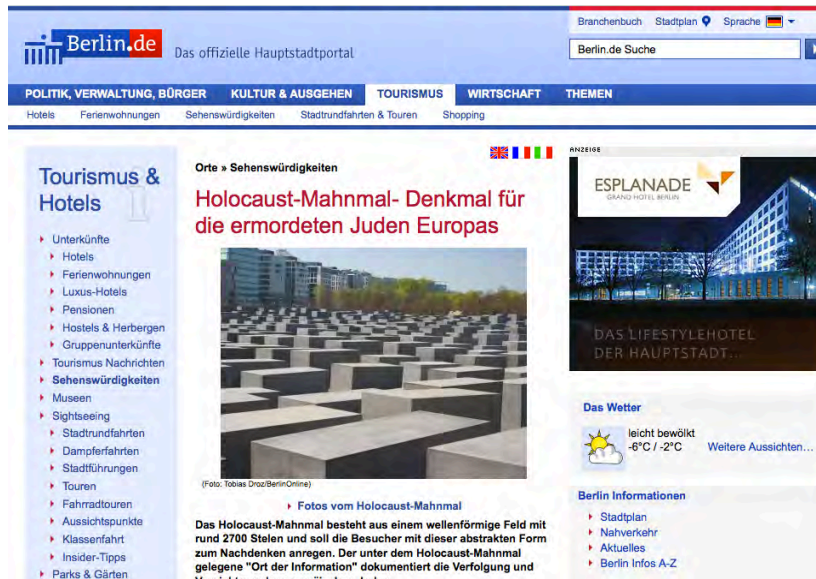 Branchenbuch Stadtplan Sprache
Berlin.de
Das offizielle Hauptstadtportal
Berlin.de Suche
POLITIK, VERWALTUNG, BÜRGER KULTUR & AUSGEHEN TOURISMUS WIRTSCHAFT THEMEN
Hotels Ferienwohnungen Sehenswürdigkeiten Stadtrundfahrten & Touren Shopping
Tourismus &
Hotels
Unterkünfte
Hotels
Ferienwohnungen
Luxus-Hotels
Pensionen
Hostels & Herbergen
Gruppenunterkünfte
Tourismus Nachrichten
Sehenswürdigkeiten
Museen
Sightseeing
Stadtrundfahrten
Dampferfahrten
Stadtführungen
Touren
Fahrradtouren
Aussichtspunkte
Klassenfahrt
Insider-Tipps
Parks & Gärten
Orte » Sehenswürdigkeiten
Holocaust-Mahnmal- Denkmal für
die ermordeten Juden Europas
(Foto: Tobias Droz/BerlinOnline)
Fotos vom Holocaust-Mahnmal
Das Holocaust-Mahnmal besteht aus einem wellenförmige Feld mit
rund 2700 Stelen und soll die Besucher mit dieser abstrakten Form
zum Nachdenken anregen. Der unter dem Holocaust-Mahnmal
gelegene "Ort der Information" dokumentiert die Verfolgung und
ANZEIGE
ESPLANADE
GRAND HOTEL BERLIN
DAS LIFESTYLEHOTEL
DER HAUPTSTADT...
Das Wetter
leicht bewölkt
-6°C / -2°C Weitere Aussichten...
Berlin Informationen
Stadtplan
Nahverkehr
Aktuelles
Berlin Infos A-Z